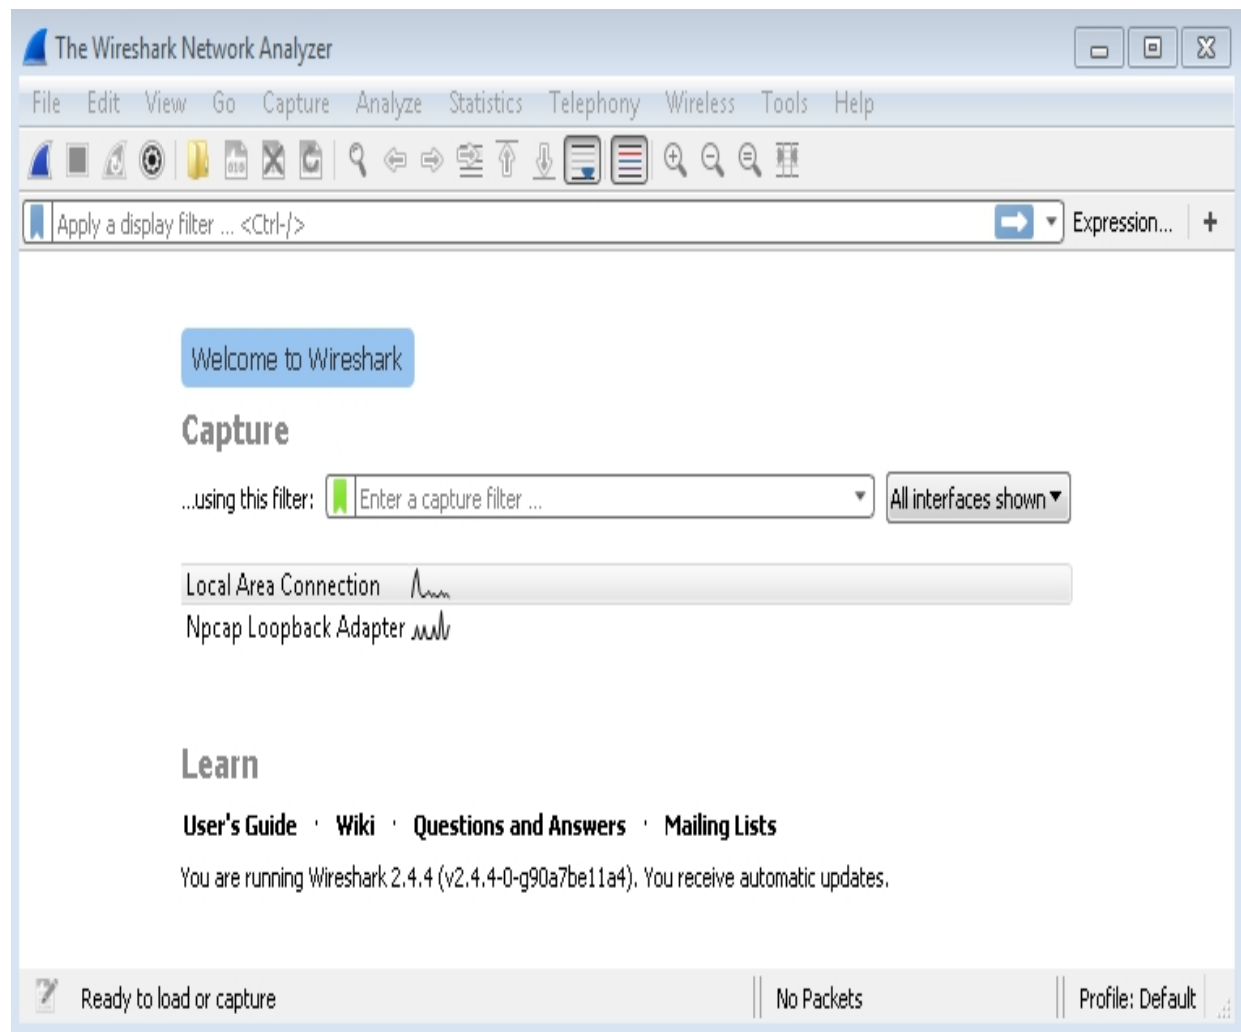 The Wireshark Network Analyzer
File Edit View Go Capture Analyze Statistics Telephony Wireless Tools Help
Apply a display filter ... <Ctrl-/> Expression... +
Welcome to Wireshark
Capture
...using this filter: Enter a capture filter ... All interfaces shown
Local Area Connection
Npcap Loopback Adapter
Learn
User's Guide · Wiki · Questions and Answers · Mailing Lists
You are running Wireshark 2.4.4 (v2.4.4-0-g90a7be11a4). You receive automatic updates.
Ready to load or capture No Packets Profile: Default